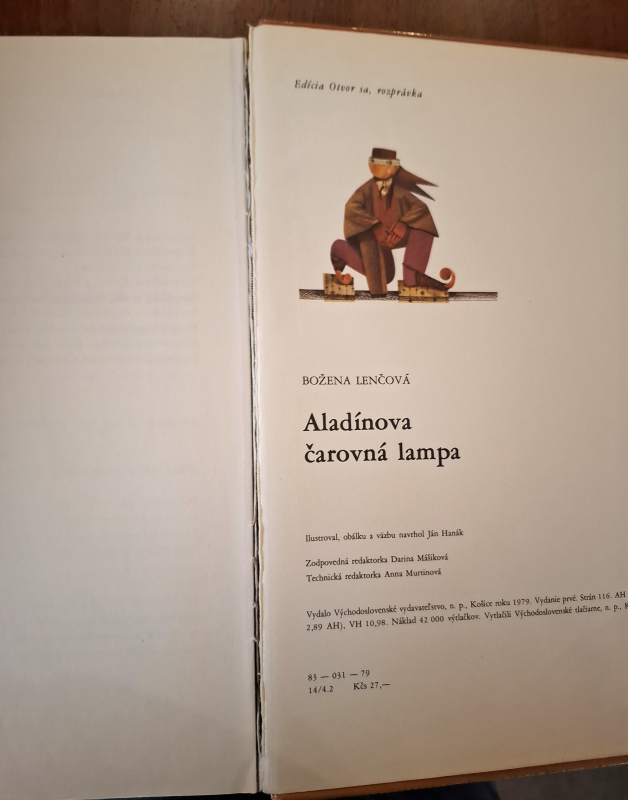 Edícia Otvor sa, rozprávka
BOŽENA LENČOVÁ
Aladínova
čarovná lampa
Ilustroval, obálku a väzbu navrhol Ján Hanák
Zodpovedná redaktorka Darina Mášiková
Technická redaktorka Anna Murtinová
Vydalo Východoslovenské vydavateľstvo, n. p., Košice roku 1979. Vydanie prvé. Strán 116. AH
2,89 AH), VH 10,98. Náklad 42 000 výtlačkov. Vytlačili Východoslovenské tlačiarne, n. p.,
83 — 031 — 79
14/4.2 Kčs 27,—